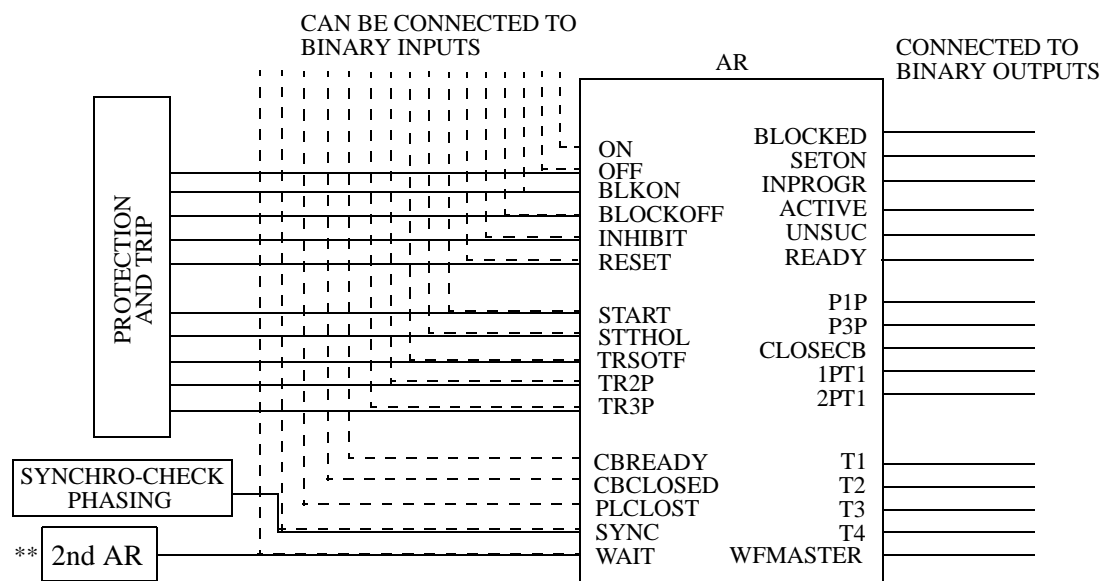 CAN BE CONNECTED TO
BINARY INPUTS
AR
CONNECTED TO
BINARY OUTPUTS
PROTECTION
AND TRIP
ON
OFF
BLKON
BLOCKOFF
INHIBIT
RESET
START
STTHOL
TRSOTF
TR2P
TR3P
CBREADY
CBCLOSED
PLCLOST
SYNC
WAIT
BLOCKED
SETON
INPROGR
ACTIVE
UNSUC
READY
P1P
P3P
CLOSECB
1PT1
2PT1
T1
T2
T3
T4
WFMASTER
SYNCHRO-CHECK
PHASING
** 2nd AR